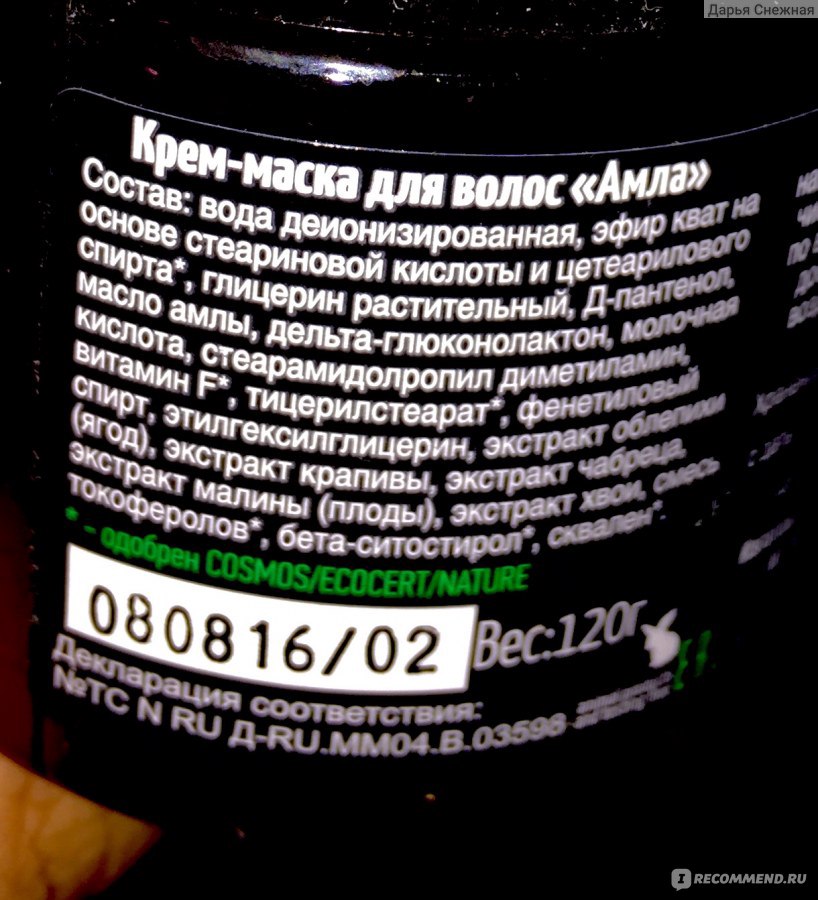 Дарья Снежная
Крем-маска для волос «Амла»
Состав: вода деионизированная, эфир кват на
основе стеариновой кислоты и цетеарилового
спирта*, глицерин растительный, Д-пантенол,
масло амлы, дельта-глюконолактон, молочная
кислота, стеарамидолропил диметиламин,
витамин F*, тицерилстеарат*, фенетиловый
спирт, этилгексилглицерин, экстракт облепихи
(ягод), экстракт крапивы, экстракт чабреца,
экстракт малины (плоды), экстракт хвои, смесь
токоферолов*, бета-ситостирол*, сквален*.
* - одобрен COSMOS/ECOCERT/NATURE
080816/02 Вес:120г
Декларация соответствия:
№ТС N RU Д-RU.MM04.B.03598
IRECOMMEND.RU